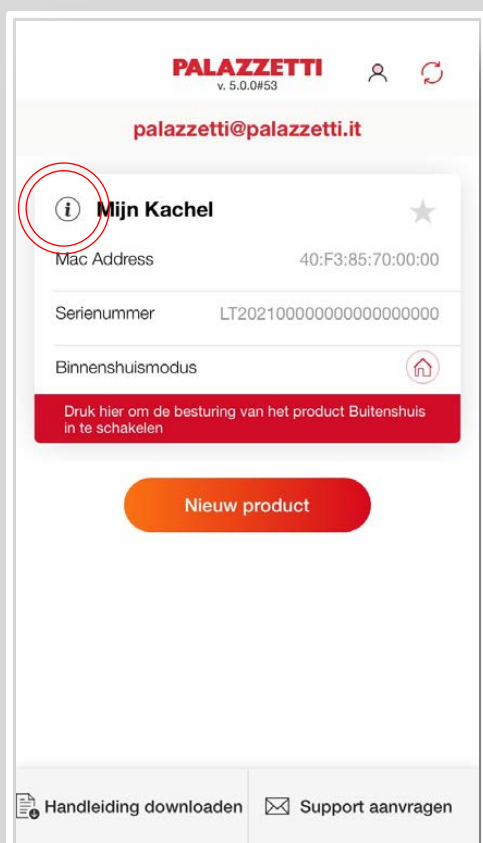 PALAZZETTI
v. 5.0.0#53
palazzetti@palazzetti.it
i Mijn Kachel
Mac Address 40:F3:85:70:00:00
Serienummer LT202100000000000000000
Binnenshuismodus
Druk hier om de besturing van het product Buitenshuis
in te schakelen
Nieuw product
Handleiding downloaden Support aanvragen